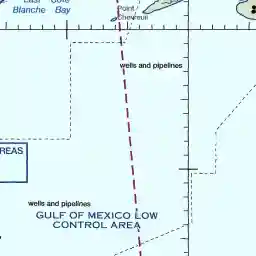 East Cote
Blanche Bay
Point
Chevreuil
wells and pipelines
REAS
wells and pipelines
GULF OF MEXICO LOW
CONTROL AREA